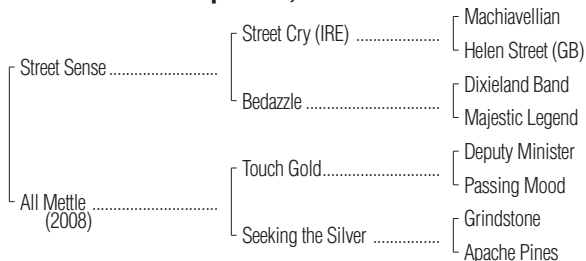 Machiavellian
Street Cry (IRE) ..................
Helen Street (GB)
Street Sense ........................
Dixieland Band
Bedazzle .............................
Majestic Legend
Deputy Minister
Touch Gold.........................
Passing Mood
All Mettle ...........................
(2008)
Grindstone
Seeking the Silver ..............
Apache Pines